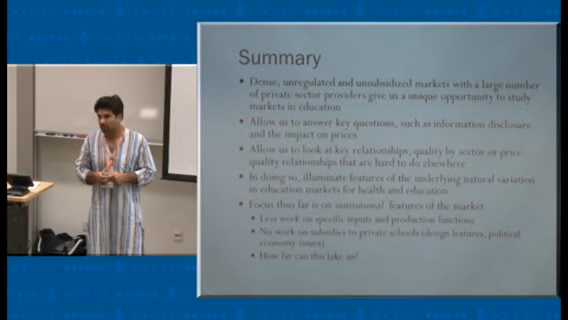 Summary
• Dense, unregulated and unsubsidized markets with a large number
of private sector providers give us a unique opportunity to study
markets in education
• Allow us to answer key questions, such as information disclosure
and the impact on prices
• Allow us to look at key relationships, quality by sector or price
quality relationships that are hard to do elsewhere
• In doing so, illuminate features of the underlying natural variation
in education markets for health and education
• Focus thus far is on institutional features of the market
• Less work on specific inputs and production functions
• No work on subsidies to private schools (design features, political
economy issues)
• How far can this take us?